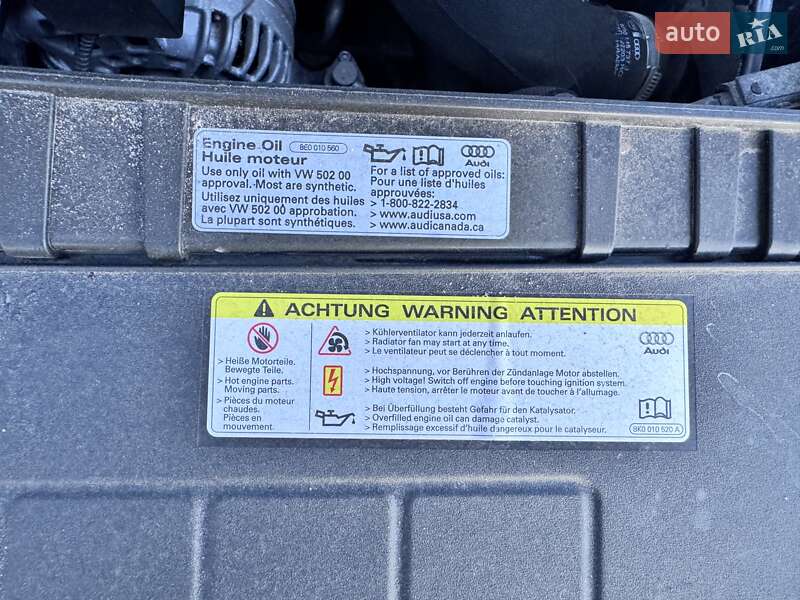 auto RIA
.com
Engine Oil 8E0 010 560
Huile moteur
Use only oil with VW 502 00
approval. Most are synthetic.
Utilisez uniquement des huiles
avec VW 502 00 approbation.
La plupart sont synthétiques.
Audi
For a list of approved oils:
Pour une liste d'huiles
approuvées:
> 1-800-822-2834
> www.audiusa.com
> www.audicanada.ca
ACHTUNG WARNING ATTENTION
> Heiße Motorteile.
Bewegte Teile.
> Hot engine parts.
Moving parts.
> Pièces du moteur
chaudes.
Pièces en
mouvement.
> Kühlerventilator kann jederzeit anlaufen.
> Radiator fan may start at any time.
> Le ventilateur peut se déclencher à tout moment.
> Hochspannung, vor Berühren der Zündanlage Motor abstellen.
> High voltage! Switch off engine before touching ignition system.
> Haute tension, arrêter le moteur avant de toucher à l'allumage.
> Bei Überfüllung besteht Gefahr für den Katalysator.
> Overfilled engine oil can damage catalyst.
> Remplissage excessif d'huile dangereux pour le catalyseur.
Audi
8K0 010 520 A